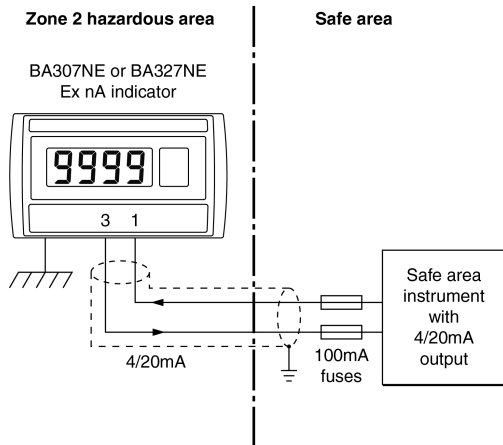 Zone 2 hazardous area
Safe area
BA307NE or BA327NE
Ex nA indicator
9999
3 1
Safe area
instrument
with
4/20mA
output
4/20mA
100mA
fuses